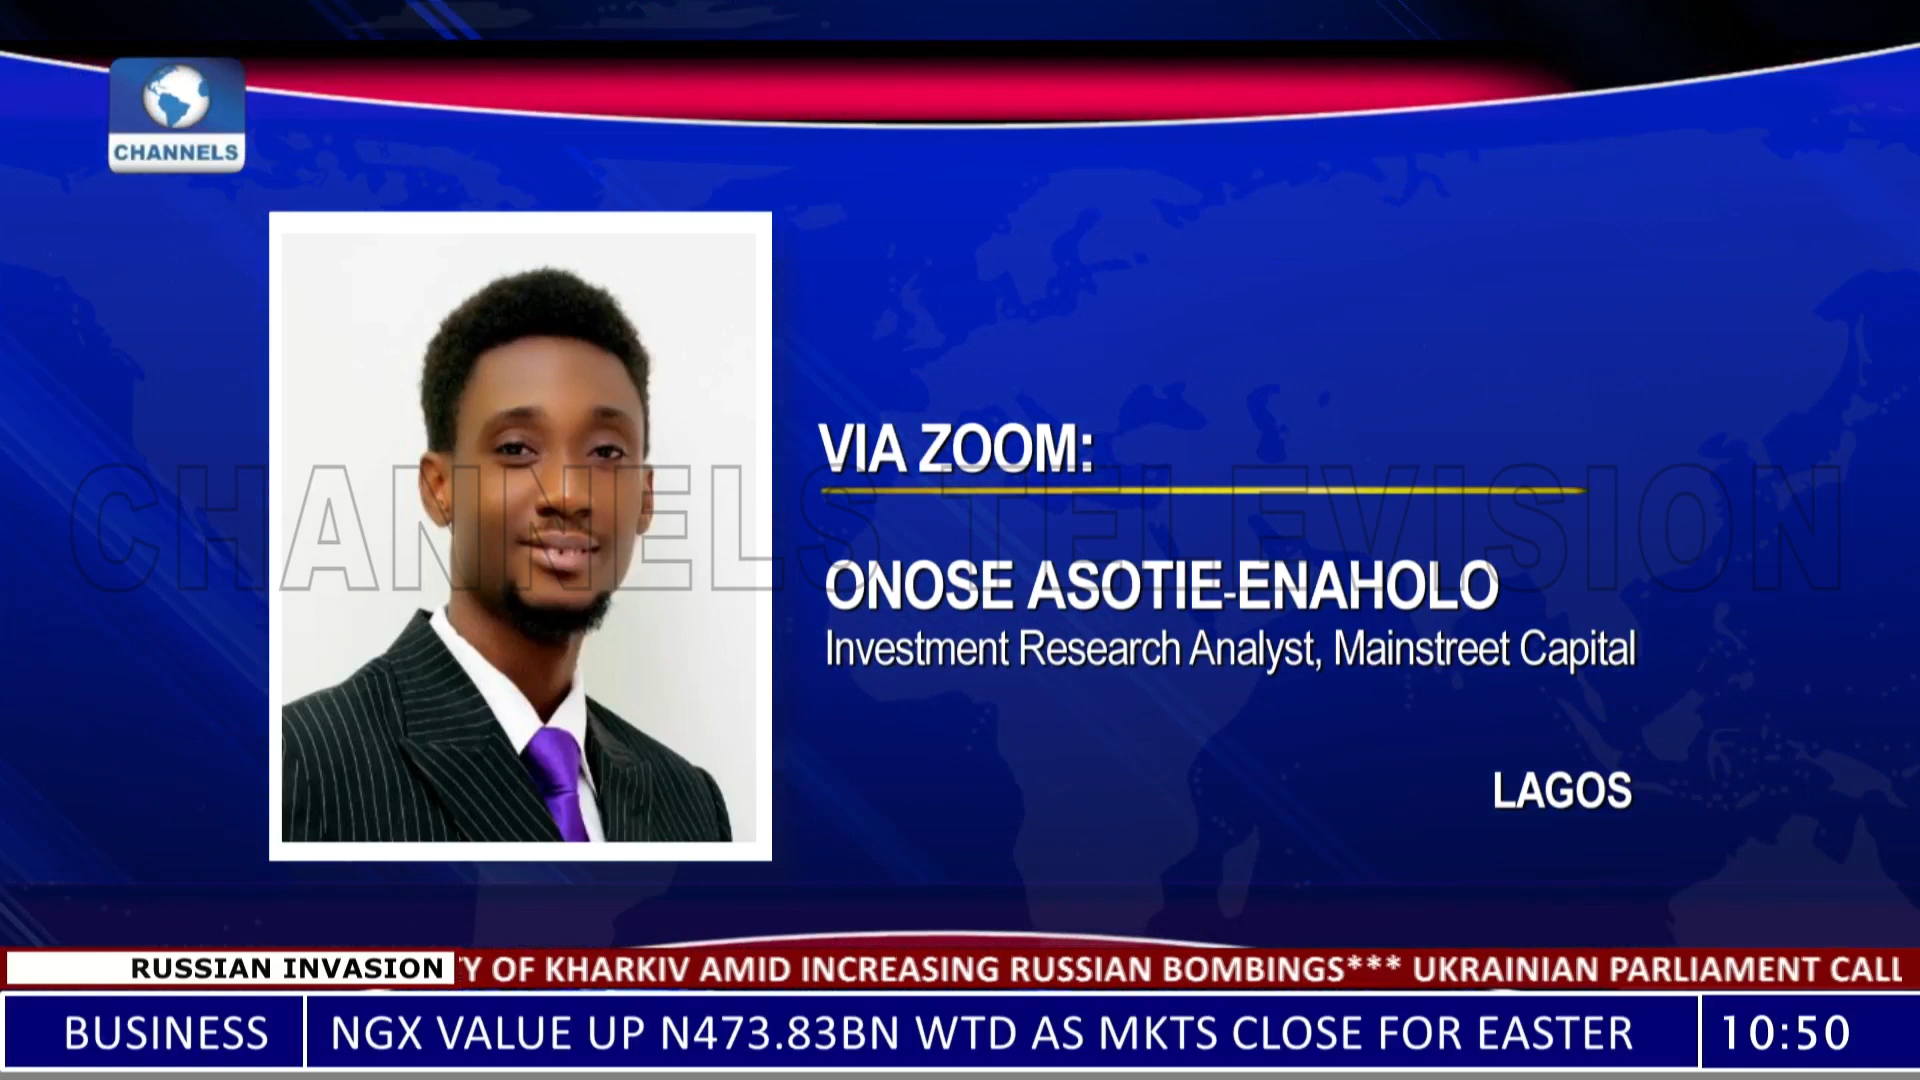 CHANNELS
VIA ZOOM:
CHANNELS TELEVISION
ONOSE ASOTIE-ENAHOLO
Investment Research Analyst, Mainstreet Capital
LAGOS
RUSSIAN INVASION
Y OF KHARKIV AMID INCREASING RUSSIAN BOMBINGS*** UKRAINIAN PARLIAMENT CALL
BUSINESS
NGX VALUE UP N473.83BN WTD AS MKTS CLOSE FOR EASTER
10:50